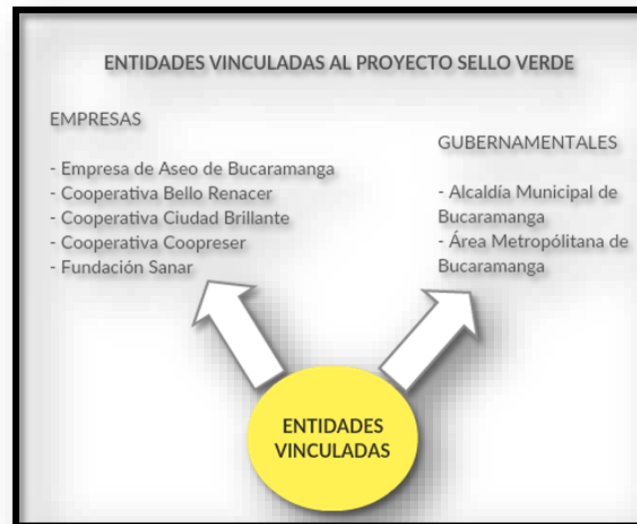 ENTIDADES VINCULADAS AL PROYECTO SELLO VERDE
EMPRESAS
- Empresa de Aseo de Bucaramanga
- Cooperativa Bello Renacer
- Cooperativa Ciudad Brillante
- Cooperativa Coopreser
- Fundación Sanar
GUBERNAMENTALES
- Alcaldía Municipal de
Bucaramanga
- Área Metropólitana de
Bucaramanga
ENTIDADES
VINCULADAS